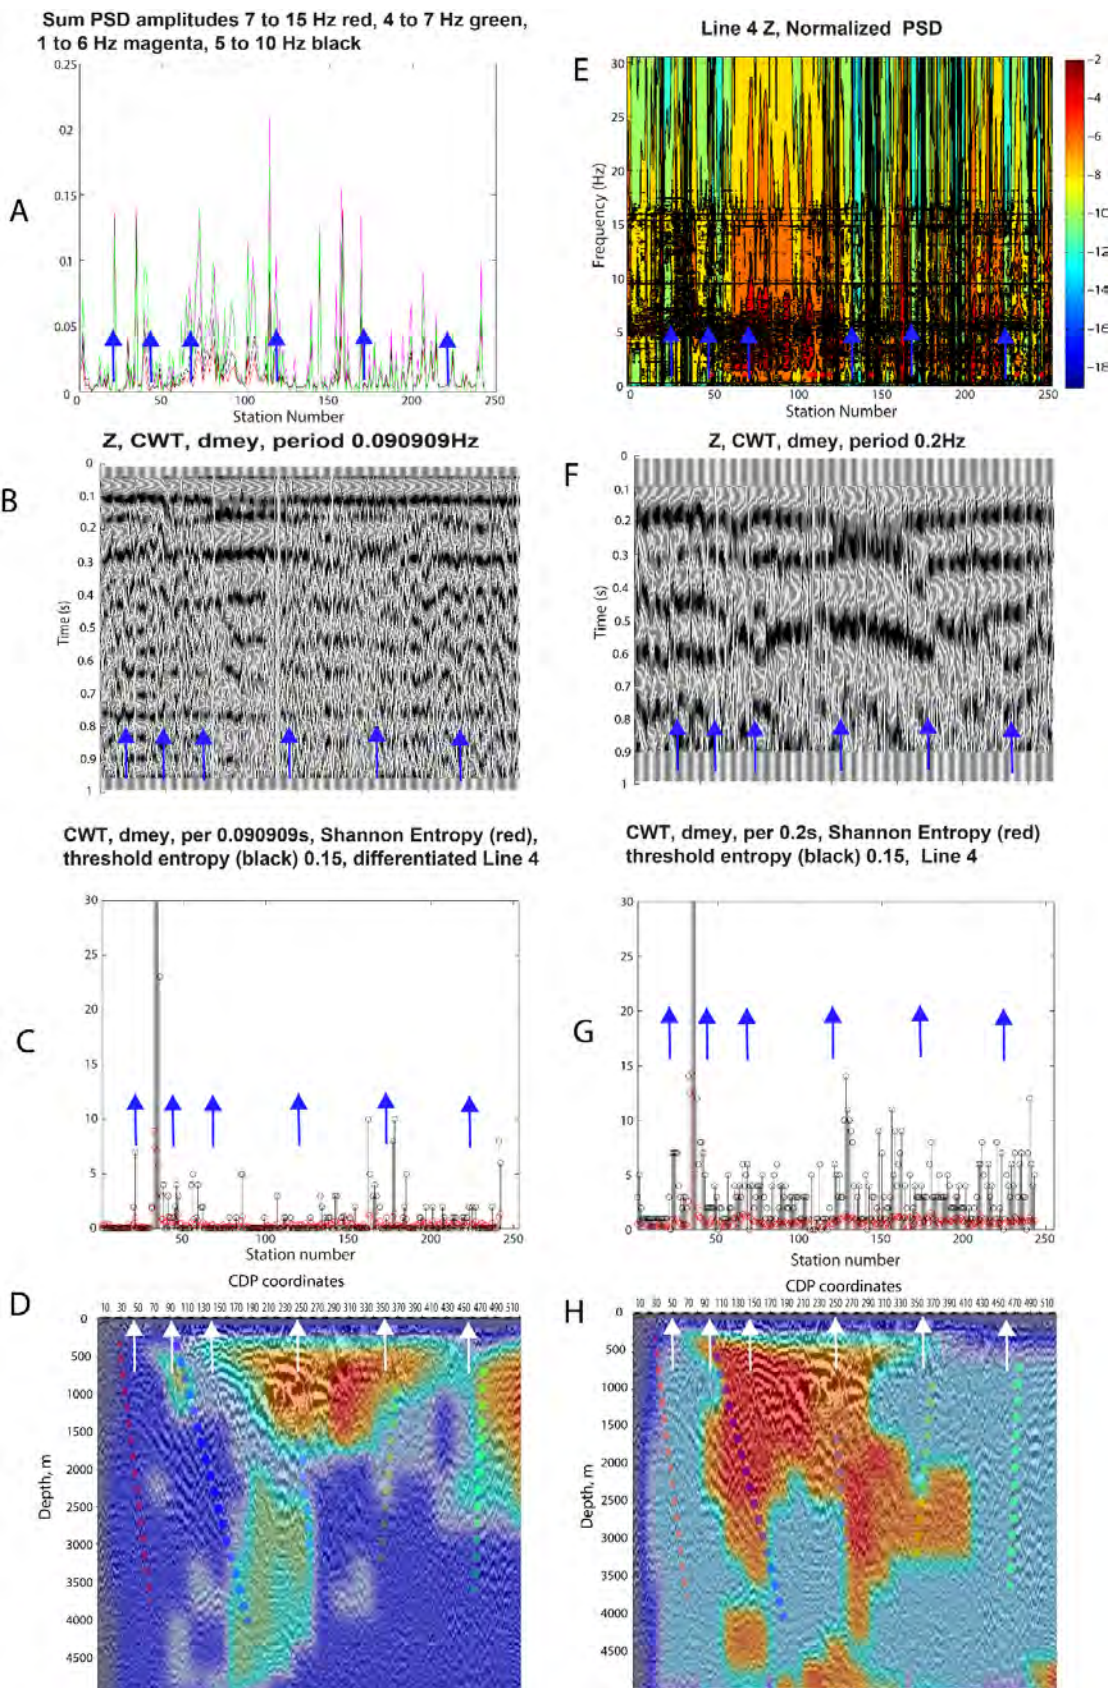 Sum PSD amplitudes 7 to 15 Hz red, 4 to 7 Hz green,
1 to 6 Hz magenta, 5 to 10 Hz black
A
0.25
0.2
0.15
0.1
0.05
0
0 50 100 150 200 250
Station Number
Line 4 Z, Normalized PSD
E
30
25
20
15
10
5
0
Frequency (Hz)
0 50 100 150 200 250
Station Number
-2
-4
-6
-8
-10
-12
-14
-16
-18
Z, CWT, dmey, period 0.090909Hz
B
0
0.1
0.2
0.3
0.4
0.5
0.6
0.7
0.8
0.9
1
Time (s)
Z, CWT, dmey, period 0.2Hz
F
0
0.1
0.2
0.3
0.4
0.5
0.6
0.7
0.8
0.9
1
Time (s)
CWT, dmey, per 0.090909s, Shannon Entropy (red),
threshold entropy (black) 0.15, differentiated Line 4
C
30
25
20
15
10
5
0
50 100 150 200 250
Station number
CWT, dmey, per 0.2s, Shannon Entropy (red)
threshold entropy (black) 0.15, Line 4
G
30
25
20
15
10
5
0
50 100 150 200 250
Station number
CDP coordinates
D
10 30 50 70 90 110 130 150 170 190 210 230 250 270 290 310 330 350 370 390 410 430 450 470 490 510
0
500
1000
1500
2000
2500
3000
3500
4000
4500
Depth, m
CDP coordinates
H
10 30 50 70 90 110 130 150 170 190 210 230 250 270 290 310 330 350 370 390 410 430 450 470 490 510
0
500
1000
1500
2000
2500
3000
3500
4000
4500
Depth, m